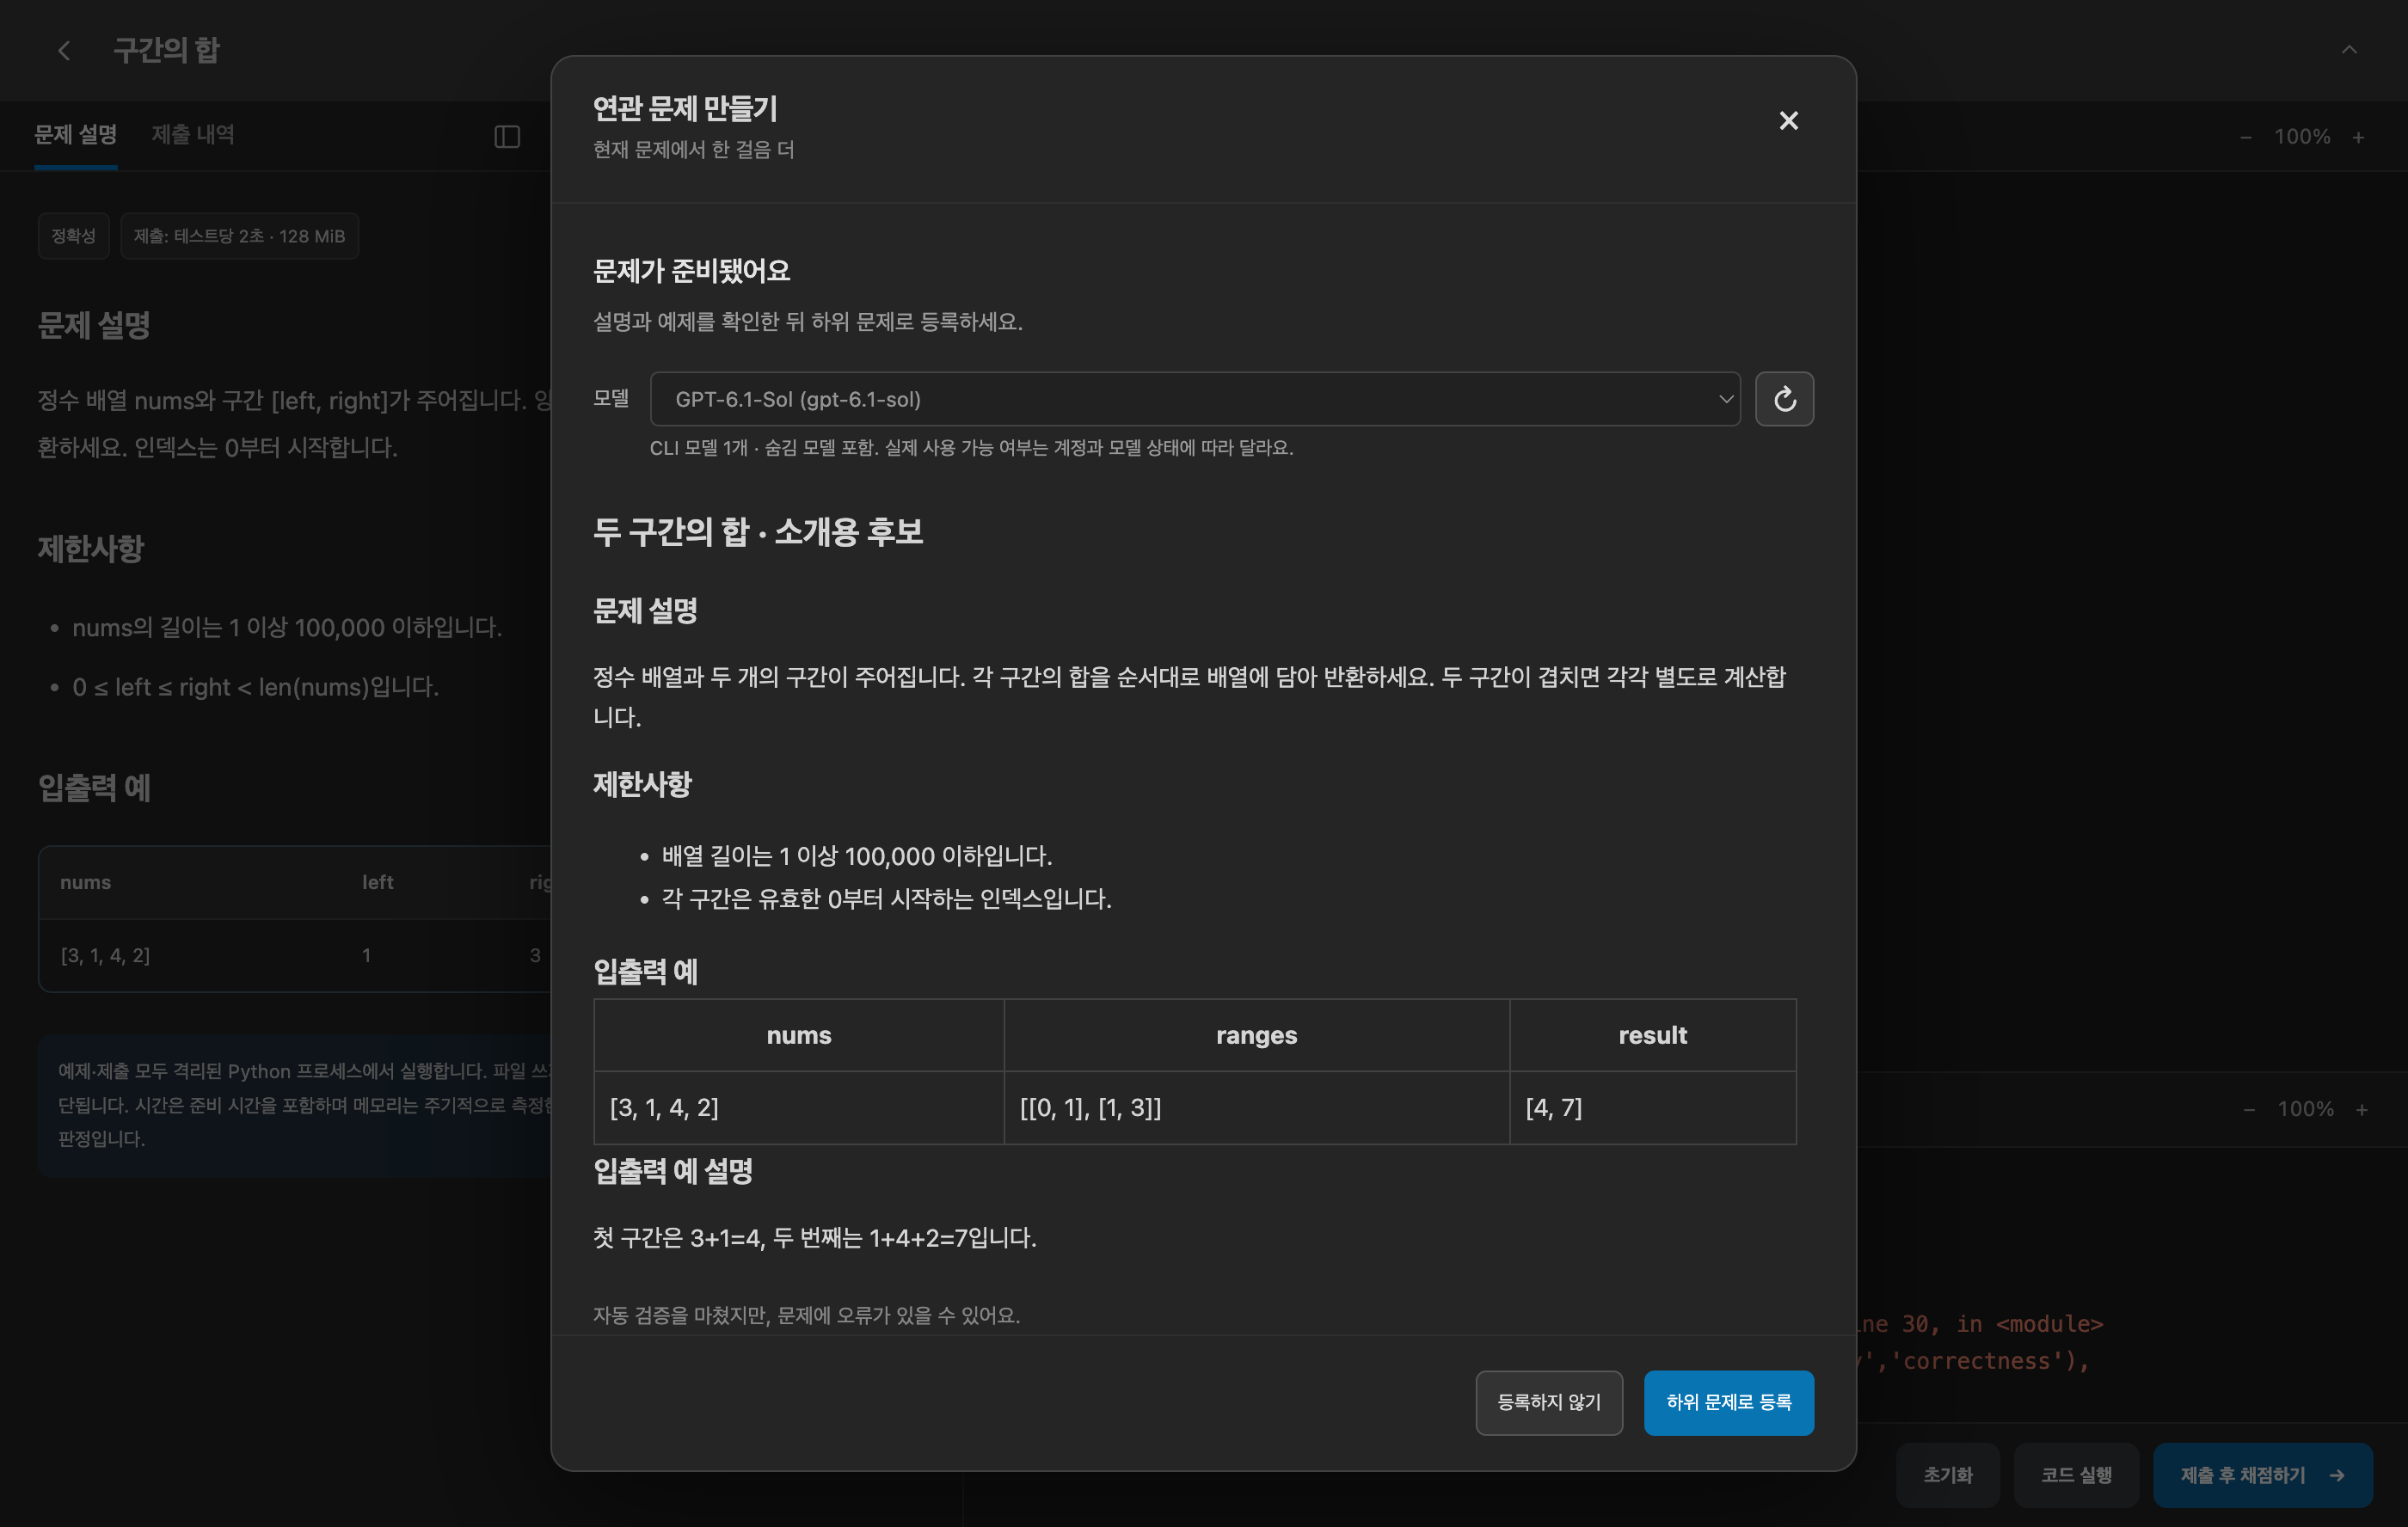 구간의 합
문제 설명
제출 내역
100%
정확성
제출: 테스트당 2초 · 128 MiB
문제 설명
정수 배열 nums와 구간 [left, right]가 주어집니다.
환하세요. 인덱스는 0부터 시작합니다.
제한사항
• nums의 길이는 1 이상 100,000 이하입니다.
• 0 ≤ left ≤ right < len(nums)입니다.
입출력 예
nums left
[3, 1, 4, 2] 1 3
예제·제출 모두 격리된 Python 프로세스에서 실행합니다. 파일
단됩니다. 시간은 준비 시간을 포함하며 메모리는 주기적으로
판정입니다.
연관 문제 만들기
현재 문제에서 한 걸음 더
문제가 준비됐어요
설명과 예제를 확인한 뒤 하위 문제로 등록하세요.
모델
GPT-6.1-Sol (gpt-6.1-sol)
CLI 모델 1개 · 숨김 모델 포함. 실제 사용 가능 여부는 계정과 모델 상태에 따라 달라요.
두 구간의 합 · 소개용 후보
문제 설명
정수 배열과 두 개의 구간이 주어집니다. 각 구간의 합을 순서대로 배열에 담아 반환하세요. 두 구간이 겹치면 각각 별도로 계산합
니다.
제한사항
• 배열 길이는 1 이상 100,000 이하입니다.
• 각 구간은 유효한 0부터 시작하는 인덱스입니다.
입출력 예
nums ranges result
[3, 1, 4, 2] [[0, 1], [1, 3]] [4, 7]
입출력 예 설명
첫 구간은 3+1=4, 두 번째는 1+4+2=7입니다.
자동 검증을 마쳤지만, 문제에 오류가 있을 수 있어요.
등록하지 않기
하위 문제로 등록
100%
30, in <module>
'correctness'),
초기화
코드 실행
제출 후 채점하기 →